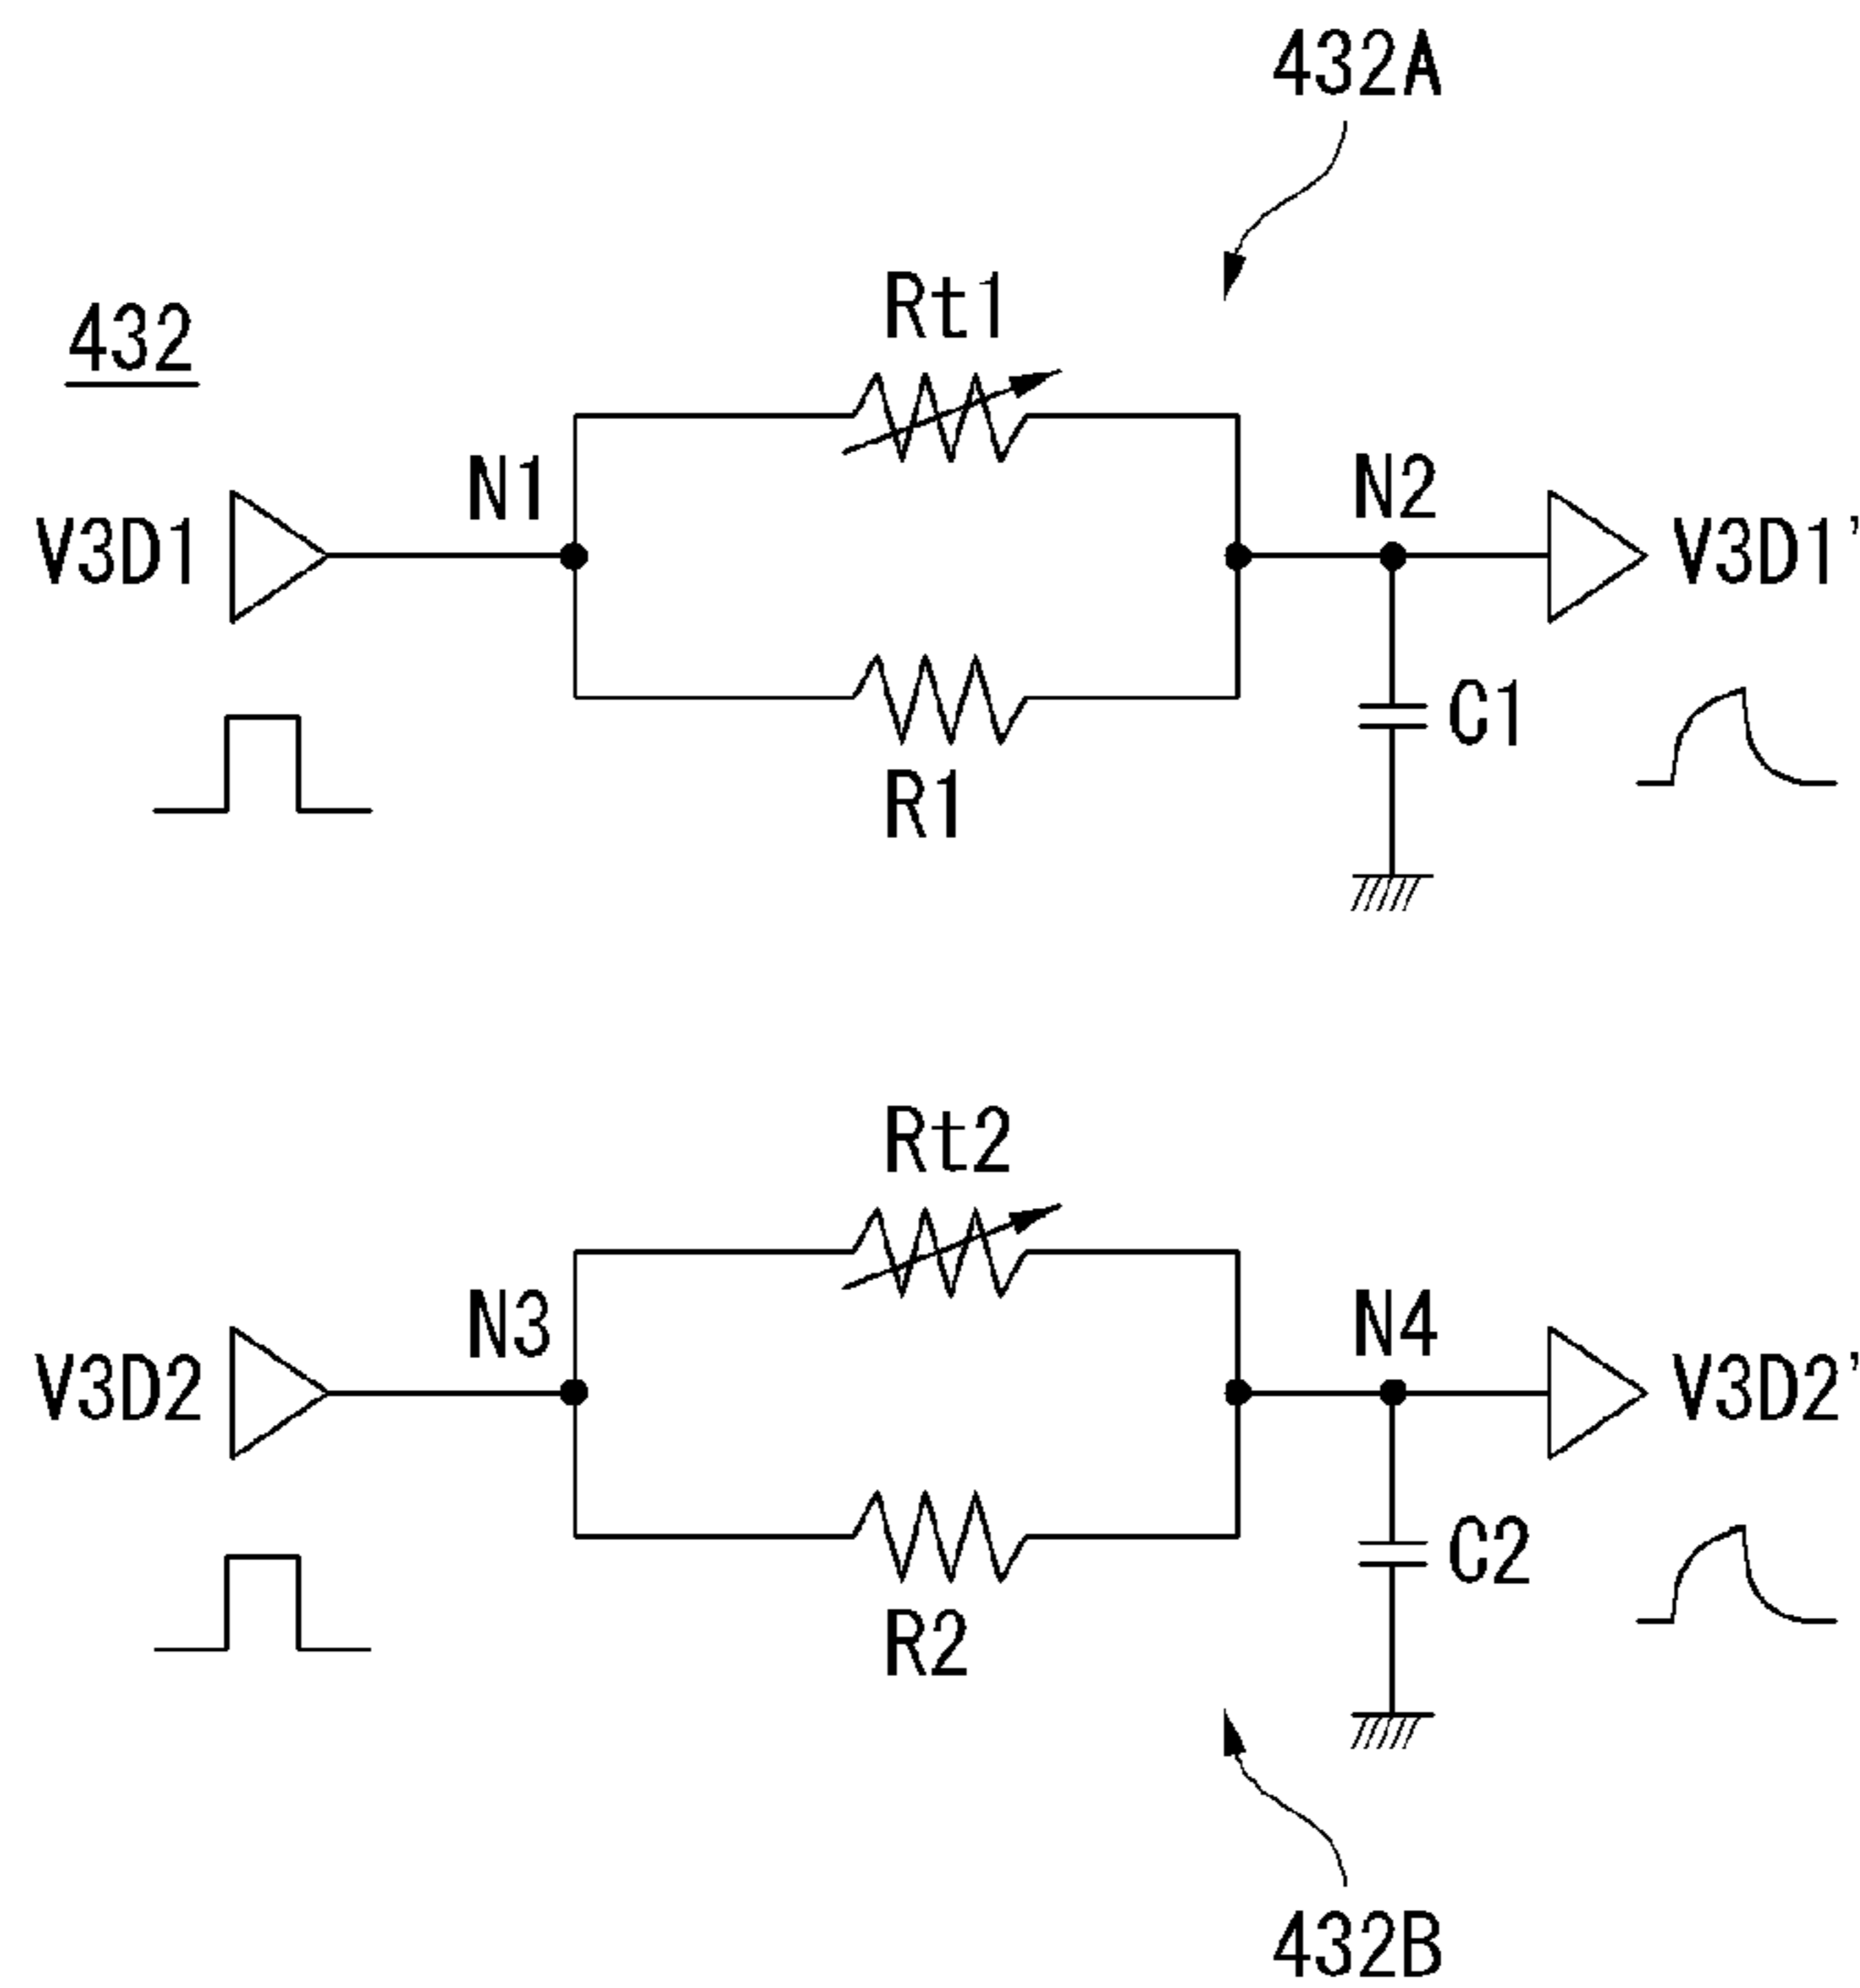 432A
Rt1
432
N1
N2
V3D1
V3D1'
C1
R1
Rt2
N3
N4
V3D2
V3D2'
C2
R2
432B